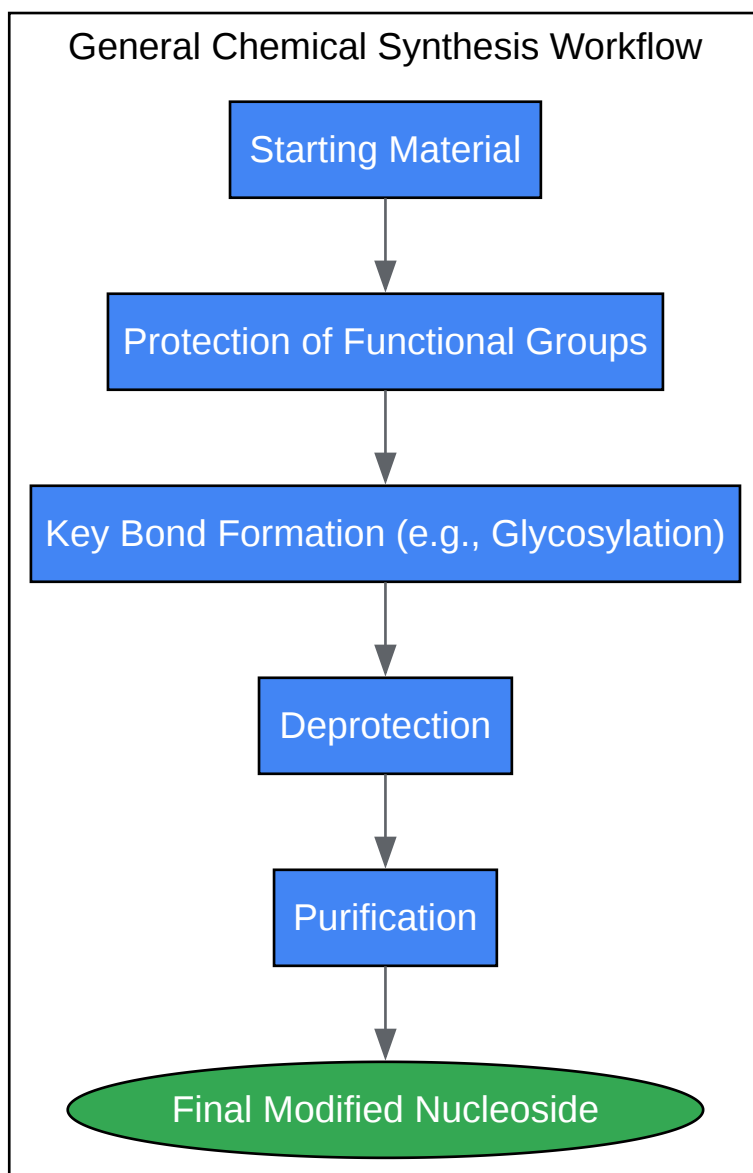 General Chemical Synthesis Workflow
Starting Material
Protection of Functional Groups
Key Bond Formation (e.g., Glycosylation)
Deprotection
Purification
Final Modified Nucleoside